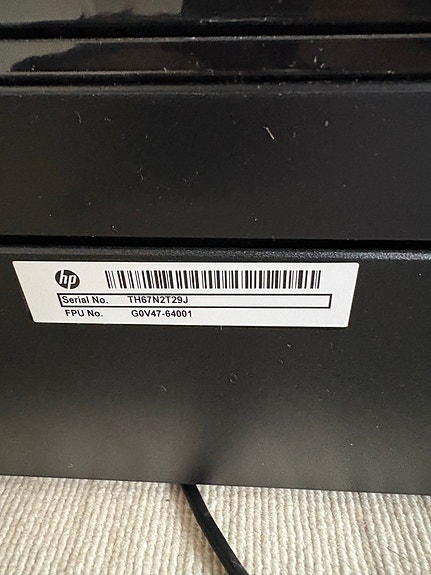 hp
Serial No. TH67N2T29J
FPU No. G0V47-64001